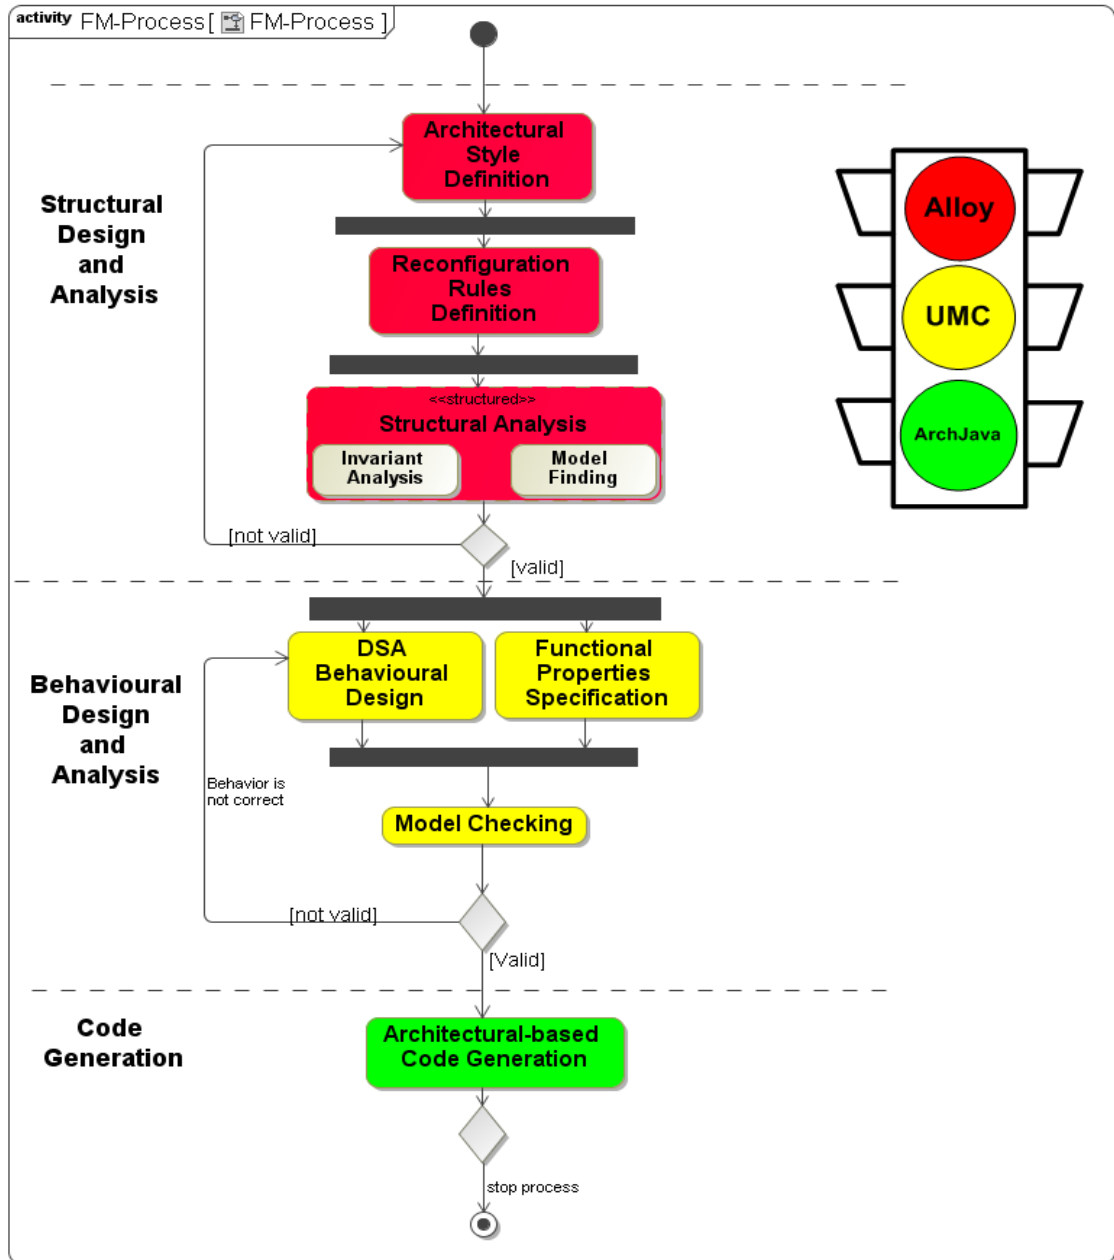 activity FM-Process[ FM-Process ]
Architectural
Style
Definition
Structural
Design
and
Analysis
Reconfiguration
Rules
Definition
<<structured>>
Structural Analysis
Invariant
Analysis
Model
Finding
[not valid]
[valid]
Alloy
UMC
ArchJava
Behavioural
Design
and
Analysis
DSA
Behavioural
Design
Functional
Properties
Specification
Behavior is
not correct
Model Checking
[not valid]
[Valid]
Code
Generation
Architectural-based
Code Generation
stop process